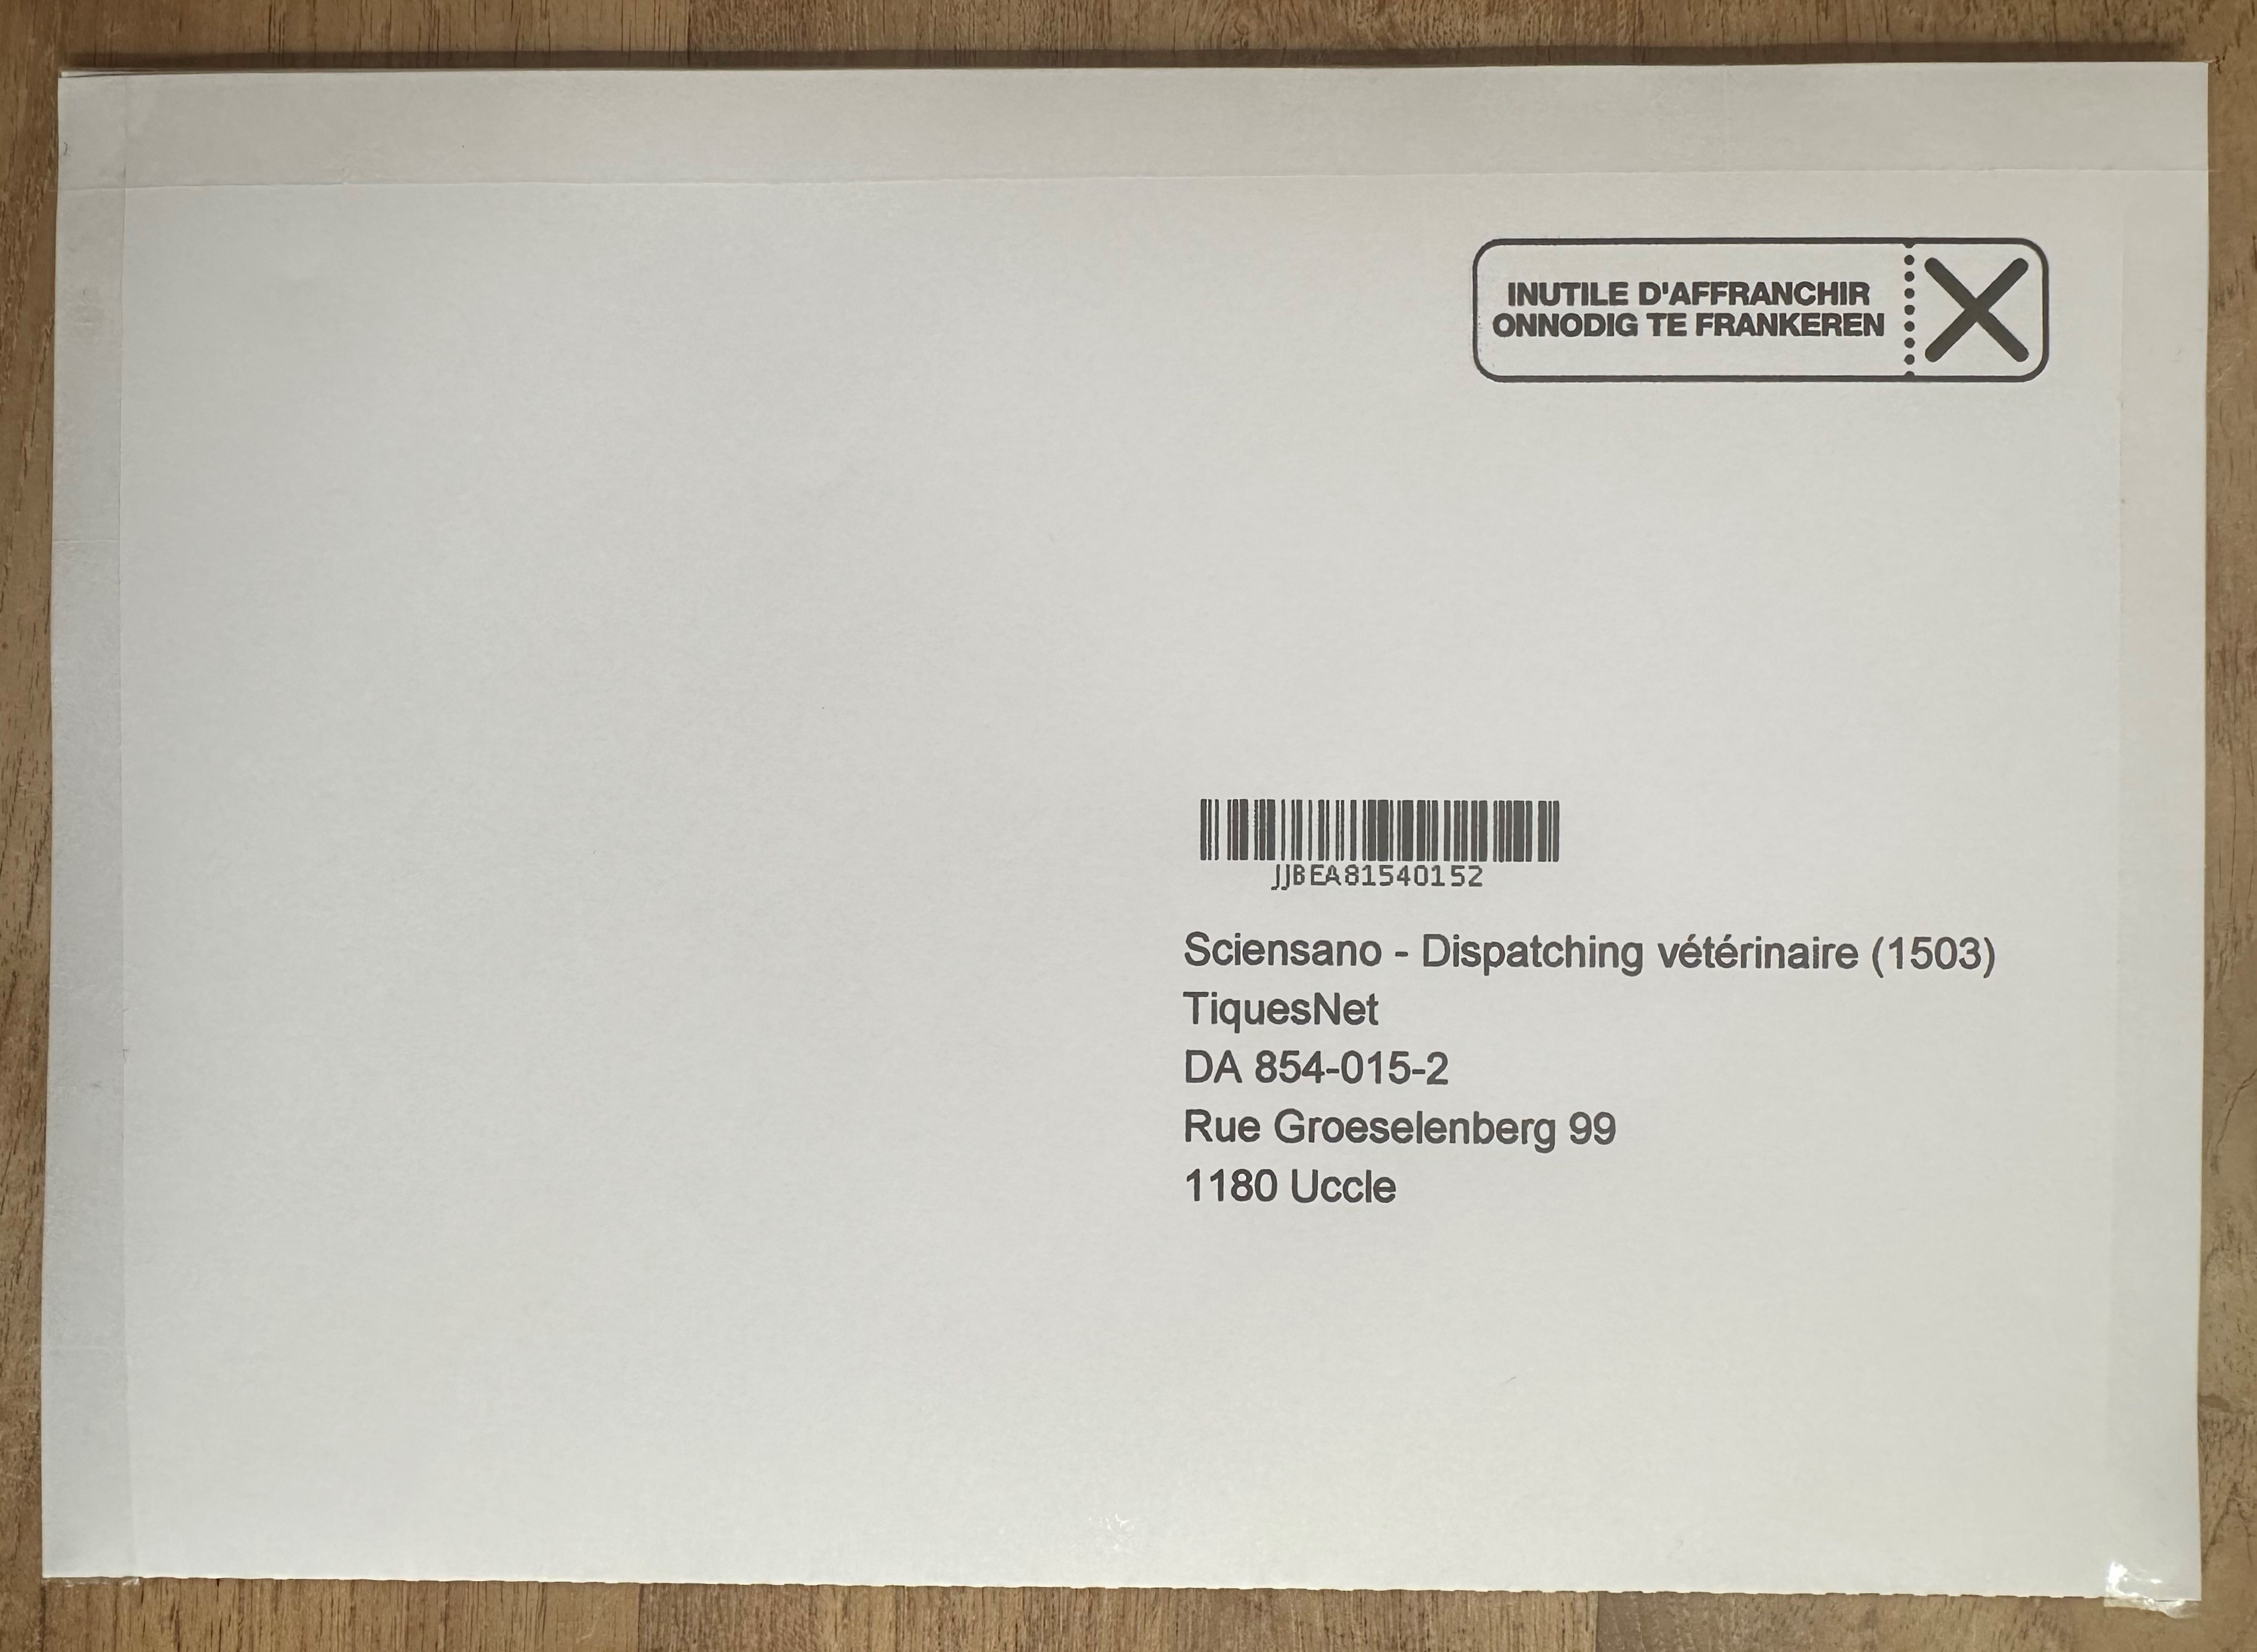 INUTILE D'AFFRANCHIR
ONNODIG TE FRANKEREN
JJBEA81540152
Sciensano - Dispatching vétérinaire (1503)
TiquesNet
DA 854-015-2
Rue Groeselenberg 99
1180 Uccle